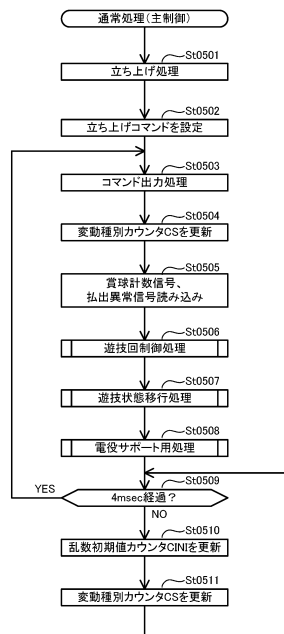 通常処理(主制御)
St0501
立ち上げ処理
St0502
立ち上げコマンドを設定
St0503
コマンド出力処理
St0504
変動種別カウンタCSを更新
St0505
賞球計数信号、
払出異常信号読み込み
St0506
遊技回制御処理
St0507
遊技状態移行処理
St0508
電役サポート用処理
St0509
YES
4msec経過?
NO
St0510
乱数初期値カウンタCINIを更新
St0511
変動種別カウンタCSを更新